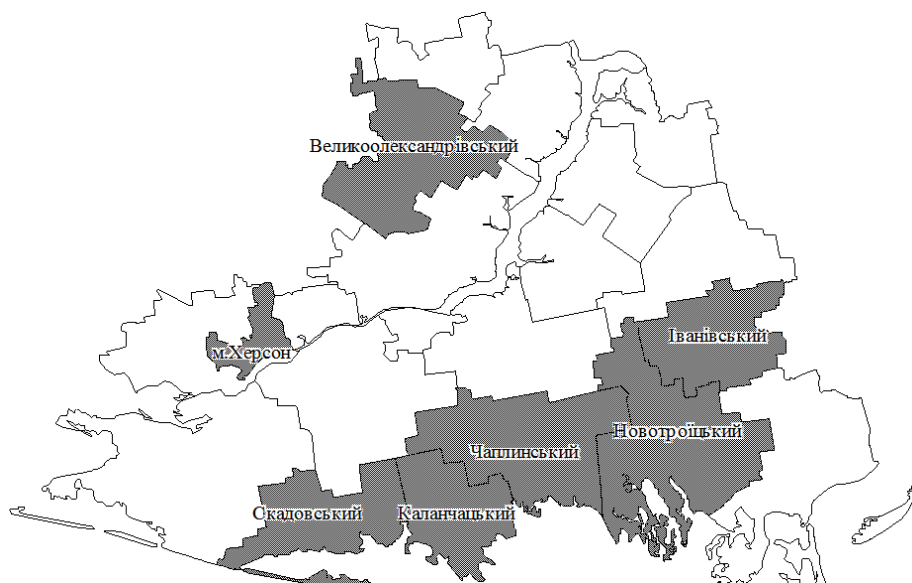 Великоолександрівський
Іванівський
м.Херсон
Новотроїцький
Чаплинський
Скадовський
Каланчацький